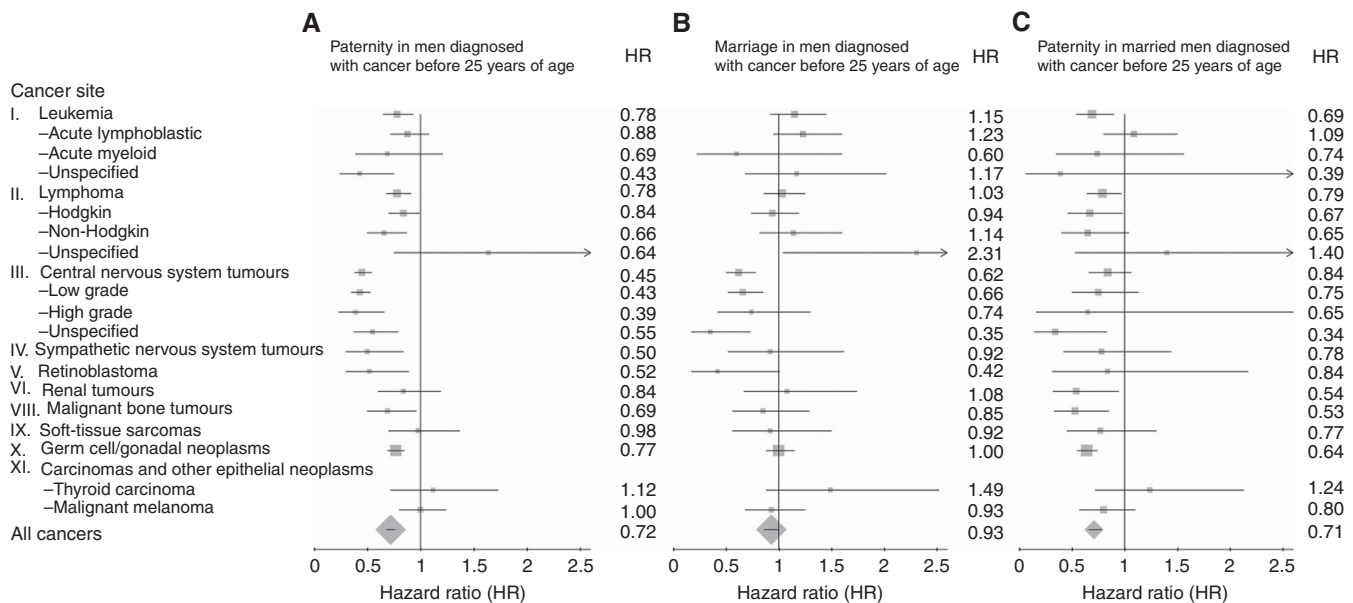 A
Paternity in men diagnosed
with cancer before 25 years of age
HR
B
Marriage in men diagnosed
with cancer before 25 years of age
HR
C
Paternity in married men diagnosed
with cancer before 25 years of age
HR
Cancer site
I. Leukemia 0.78 1.15 0.69
–Acute lymphoblastic 0.88 1.23 1.09
–Acute myeloid 0.69 0.60 0.74
–Unspecified 0.43 1.17 0.39
II. Lymphoma 0.78 1.03 0.79
–Hodgkin 0.84 0.94 0.67
–Non-Hodgkin 0.66 1.14 0.65
–Unspecified 0.64 2.31 1.40
III. Central nervous system tumours 0.45 0.62 0.84
–Low grade 0.43 0.66 0.75
–High grade 0.39 0.74 0.65
–Unspecified 0.55 0.35 0.34
IV. Sympathetic nervous system tumours 0.50 0.92 0.78
V. Retinoblastoma 0.52 0.42 0.84
VI. Renal tumours 0.84 1.08 0.54
VIII. Malignant bone tumours 0.69 0.85 0.53
IX. Soft-tissue sarcomas 0.98 0.92 0.77
X. Germ cell/gonadal neoplasms 0.77 1.00 0.64
XI. Carcinomas and other epithelial neoplasms
–Thyroid carcinoma 1.12 1.49 1.24
–Malignant melanoma 1.00 0.93 0.80
All cancers 0.72 0.93 0.71
0 0.5 1 1.5 2 2.5 0 0.5 1 1.5 2 2.5 0 0.5 1 1.5 2 2.5
Hazard ratio (HR) Hazard ratio (HR) Hazard ratio (HR)